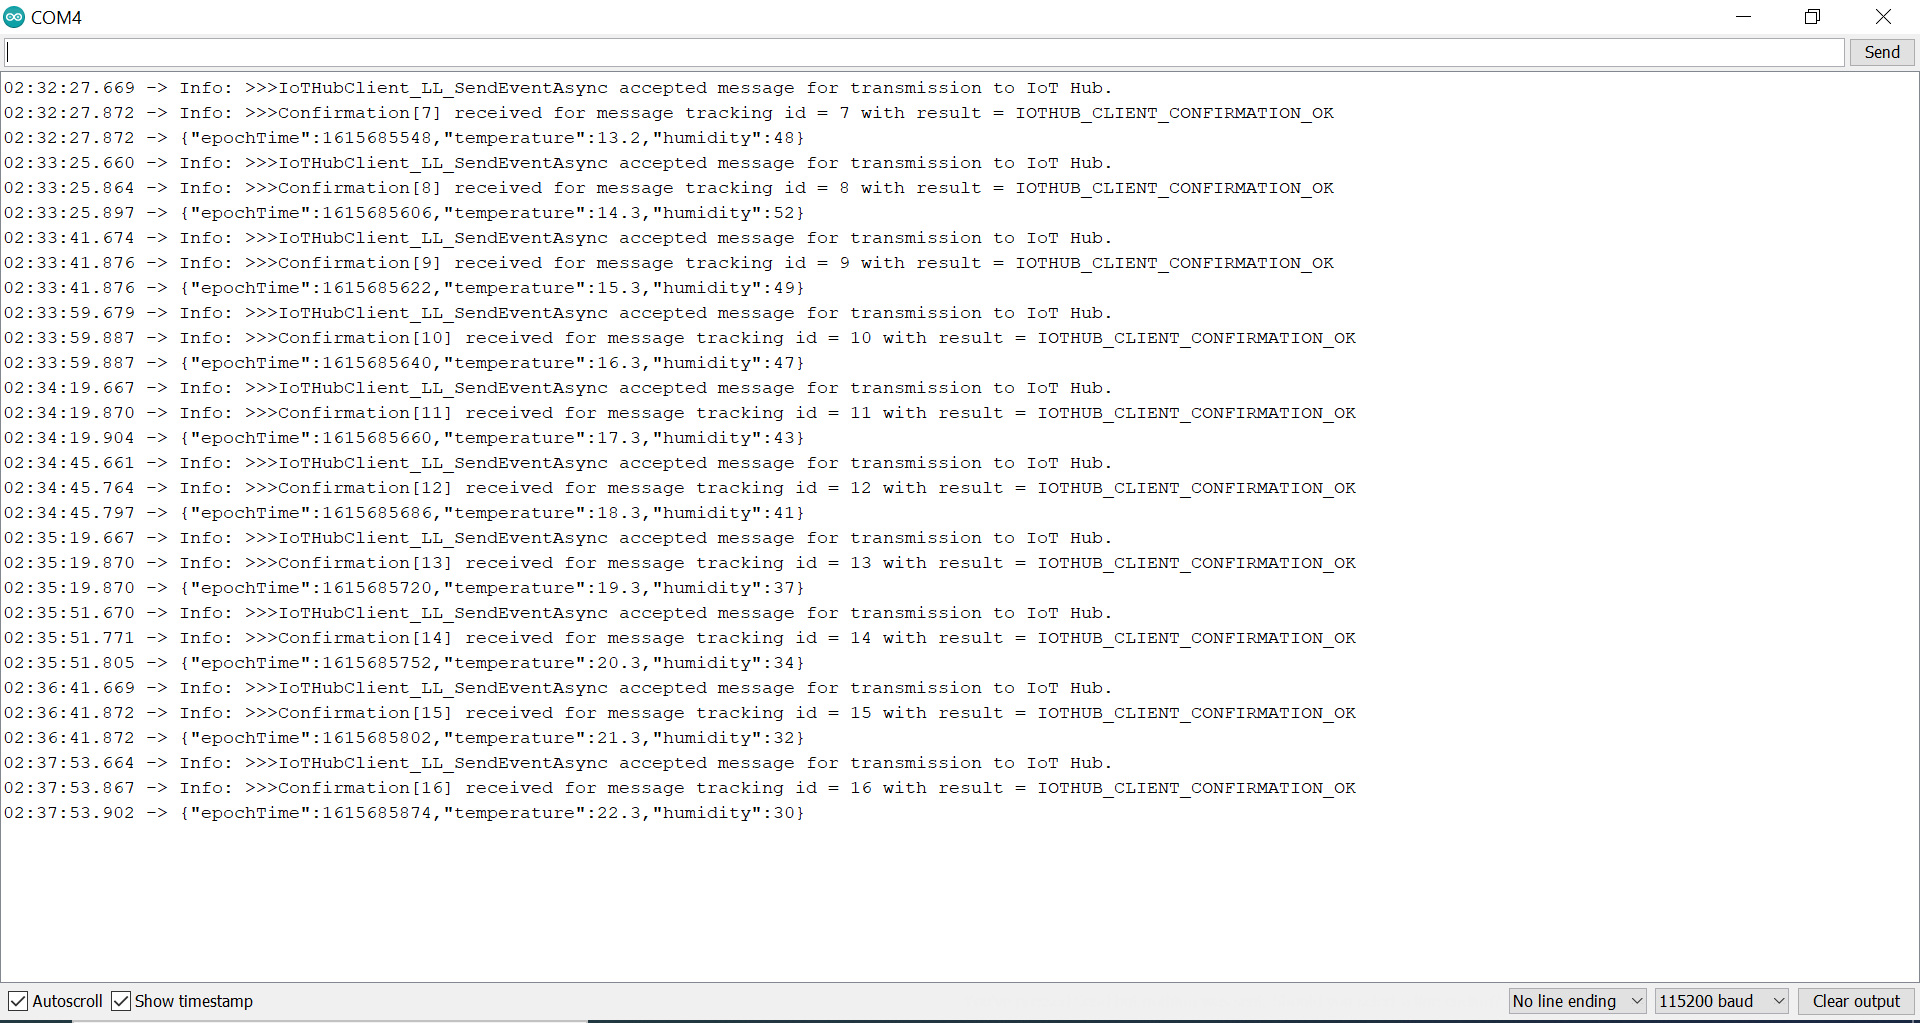 COM4
Send
02:32:27.669 -> Info: >>>IoTHubClient_LL_SendEventAsync accepted message for transmission to IoT Hub.
02:32:27.872 -> Info: >>>Confirmation[7] received for message tracking id = 7 with result = IOTHUB_CLIENT_CONFIRMATION_OK
02:32:27.872 -> {"epochTime":1615685548,"temperature":13.2,"humidity":48}
02:33:25.660 -> Info: >>>IoTHubClient_LL_SendEventAsync accepted message for transmission to IoT Hub.
02:33:25.864 -> Info: >>>Confirmation[8] received for message tracking id = 8 with result = IOTHUB_CLIENT_CONFIRMATION_OK
02:33:25.897 -> {"epochTime":1615685606,"temperature":14.3,"humidity":52}
02:33:41.674 -> Info: >>>IoTHubClient_LL_SendEventAsync accepted message for transmission to IoT Hub.
02:33:41.876 -> Info: >>>Confirmation[9] received for message tracking id = 9 with result = IOTHUB_CLIENT_CONFIRMATION_OK
02:33:41.876 -> {"epochTime":1615685622,"temperature":15.3,"humidity":49}
02:33:59.679 -> Info: >>>IoTHubClient_LL_SendEventAsync accepted message for transmission to IoT Hub.
02:33:59.887 -> Info: >>>Confirmation[10] received for message tracking id = 10 with result = IOTHUB_CLIENT_CONFIRMATION_OK
02:33:59.887 -> {"epochTime":1615685640,"temperature":16.3,"humidity":47}
02:34:19.667 -> Info: >>>IoTHubClient_LL_SendEventAsync accepted message for transmission to IoT Hub.
02:34:19.870 -> Info: >>>Confirmation[11] received for message tracking id = 11 with result = IOTHUB_CLIENT_CONFIRMATION_OK
02:34:19.904 -> {"epochTime":1615685660,"temperature":17.3,"humidity":43}
02:34:45.661 -> Info: >>>IoTHubClient_LL_SendEventAsync accepted message for transmission to IoT Hub.
02:34:45.764 -> Info: >>>Confirmation[12] received for message tracking id = 12 with result = IOTHUB_CLIENT_CONFIRMATION_OK
02:34:45.797 -> {"epochTime":1615685686,"temperature":18.3,"humidity":41}
02:35:19.667 -> Info: >>>IoTHubClient_LL_SendEventAsync accepted message for transmission to IoT Hub.
02:35:19.870 -> Info: >>>Confirmation[13] received for message tracking id = 13 with result = IOTHUB_CLIENT_CONFIRMATION_OK
02:35:19.870 -> {"epochTime":1615685720,"temperature":19.3,"humidity":37}
02:35:51.670 -> Info: >>>IoTHubClient_LL_SendEventAsync accepted message for transmission to IoT Hub.
02:35:51.771 -> Info: >>>Confirmation[14] received for message tracking id = 14 with result = IOTHUB_CLIENT_CONFIRMATION_OK
02:35:51.805 -> {"epochTime":1615685752,"temperature":20.3,"humidity":34}
02:36:41.669 -> Info: >>>IoTHubClient_LL_SendEventAsync accepted message for transmission to IoT Hub.
02:36:41.872 -> Info: >>>Confirmation[15] received for message tracking id = 15 with result = IOTHUB_CLIENT_CONFIRMATION_OK
02:36:41.872 -> {"epochTime":1615685802,"temperature":21.3,"humidity":32}
02:37:53.664 -> Info: >>>IoTHubClient_LL_SendEventAsync accepted message for transmission to IoT Hub.
02:37:53.867 -> Info: >>>Confirmation[16] received for message tracking id = 16 with result = IOTHUB_CLIENT_CONFIRMATION_OK
02:37:53.902 -> {"epochTime":1615685874,"temperature":22.3,"humidity":30}
Autoscroll Show timestamp No line ending 115200 baud Clear output